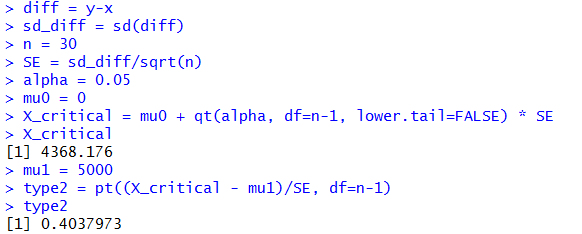 > diff = y-x
> sd_diff = sd(diff)
> n = 30
> SE = sd_diff/sqrt(n)
> alpha = 0.05
> mu0 = 0
> X_critical = mu0 + qt(alpha, df=n-1, lower.tail=FALSE) * SE
> X_critical
[1] 4368.176
> mu1 = 5000
> type2 = pt((X_critical - mu1)/SE, df=n-1)
> type2
[1] 0.4037973